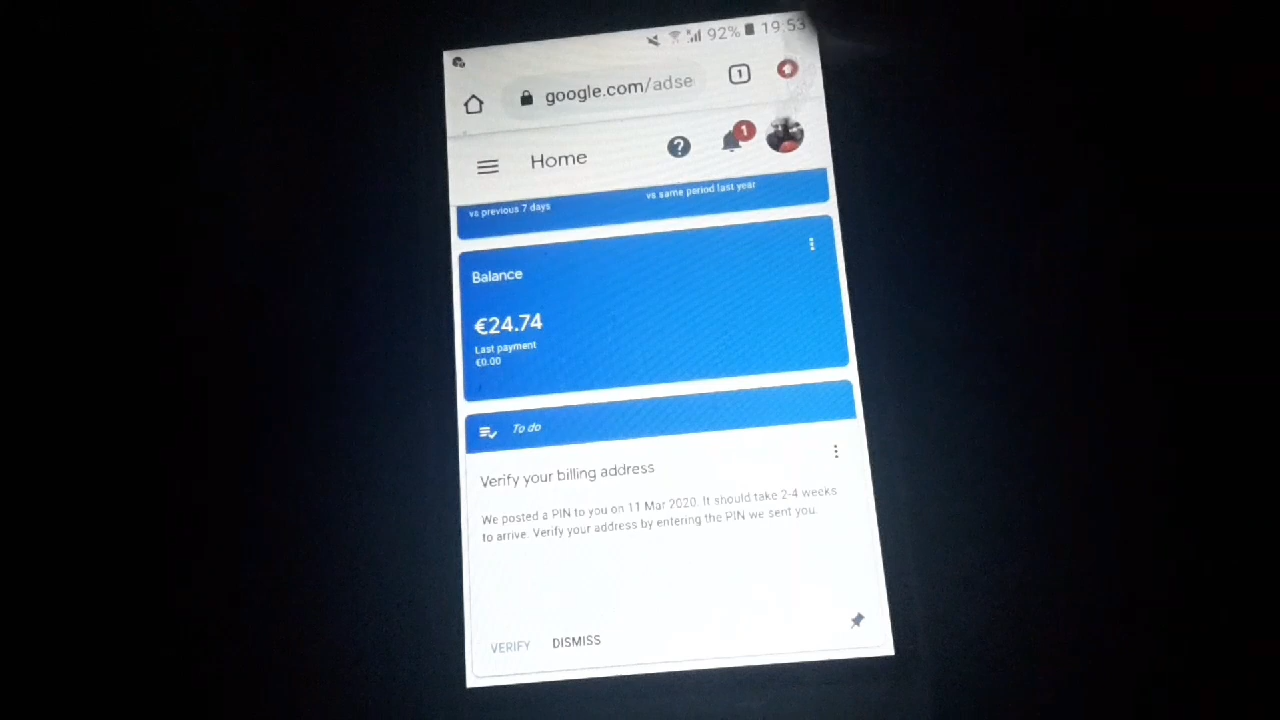 92% 19:53
google.com/adse
1
Home
1
vs previous 7 days
vs same period last year
Balance
€24.74
Last payment
€0.00
To do
Verify your billing address
We posted a PIN to you on 11 Mar 2020. It should take 2-4 weeks
to arrive. Verify your address by entering the PIN we sent you.
VERIFY DISMISS